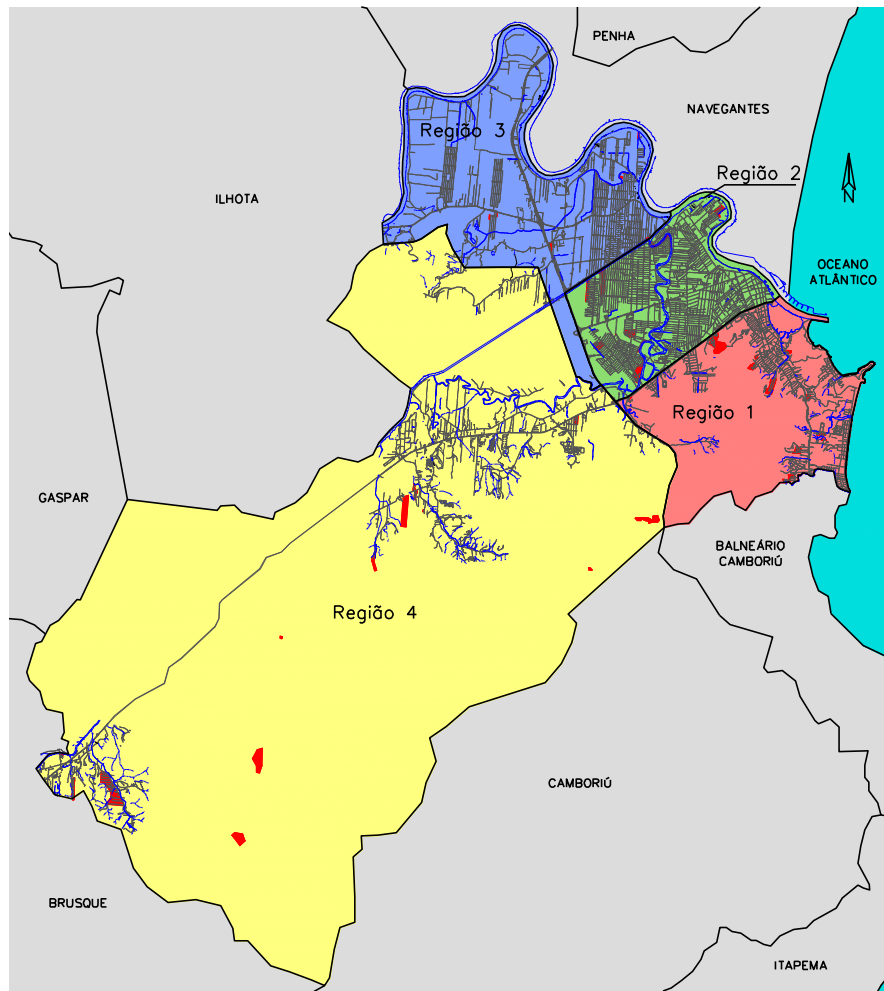 PENHA
NAVEGANTES
Região 3
Região 2
ILHOTA
N
OCEANO
ATLÂNTICO
Região 1
GASPAR
BALNEÁRIO
CAMBORIÚ
Região 4
CAMBORIÚ
BRUSQUE
ITAPEMA